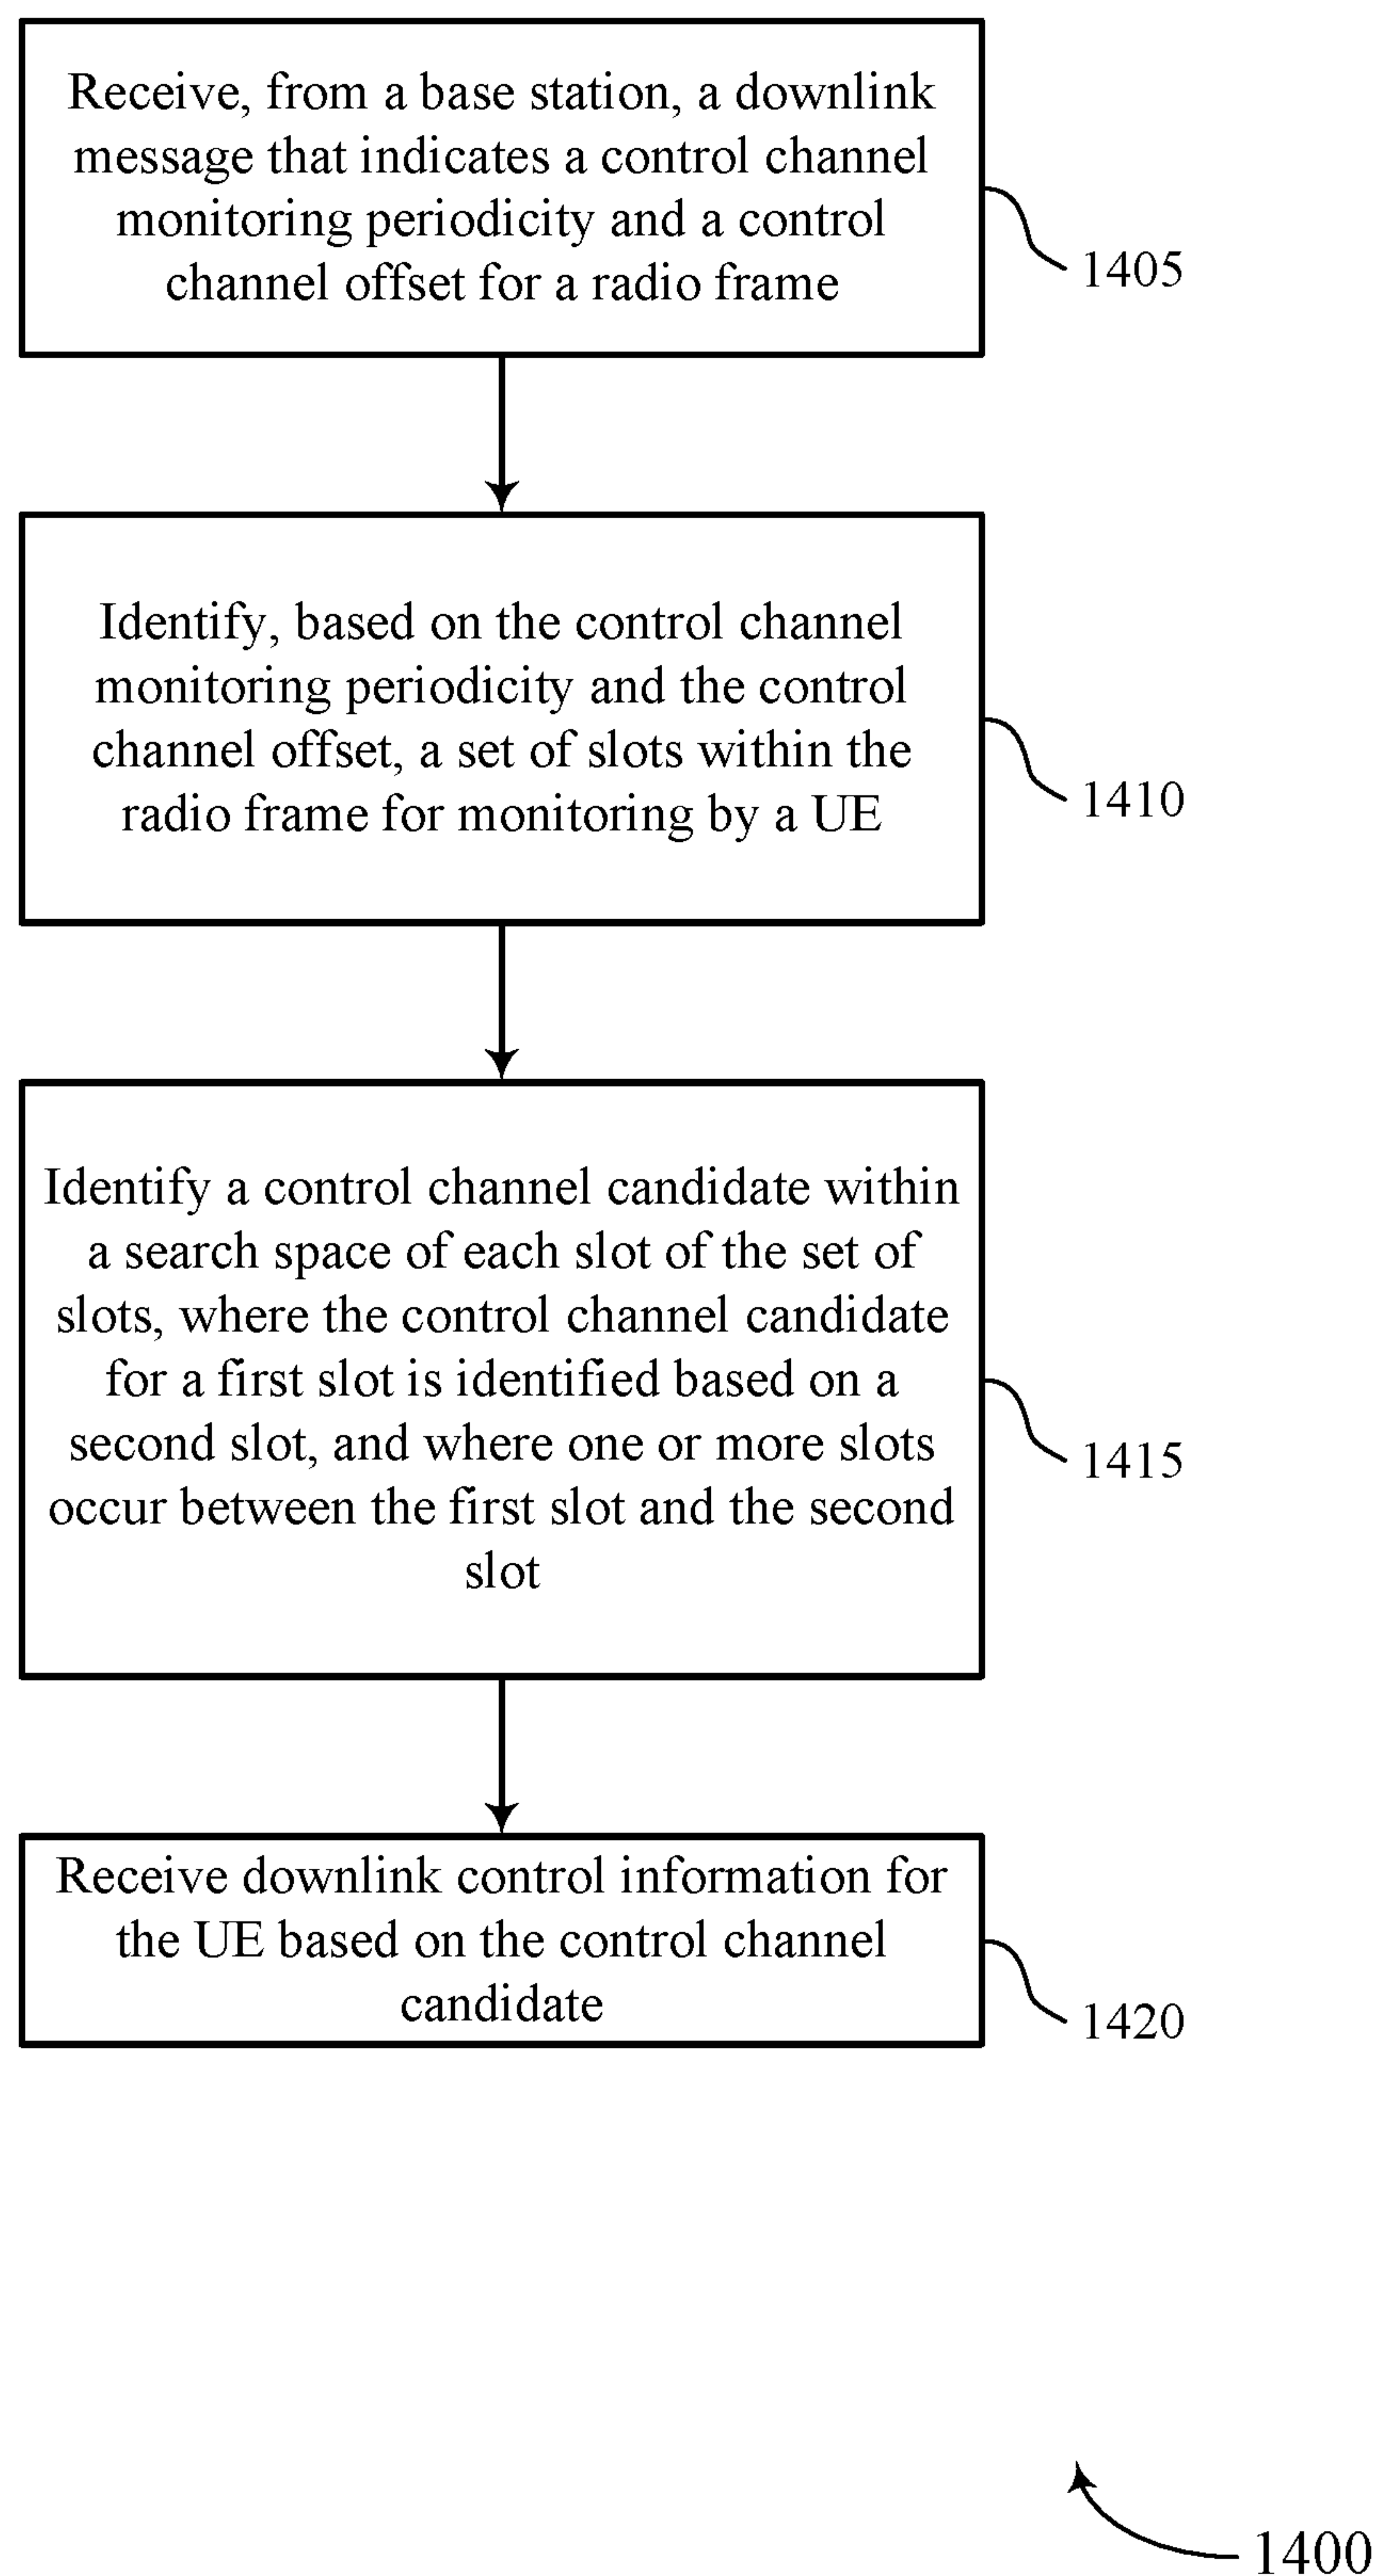 Receive, from a base station, a downlink
message that indicates a control channel
monitoring periodicity and a control
channel offset for a radio frame
1405
Identify, based on the control channel
monitoring periodicity and the control
channel offset, a set of slots within the
radio frame for monitoring by a UE
1410
Identify a control channel candidate within
a search space of each slot of the set of
slots, where the control channel candidate
for a first slot is identified based on a
second slot, and where one or more slots
occur between the first slot and the second
slot
1415
Receive downlink control information for
the UE based on the control channel
candidate
1420
1400